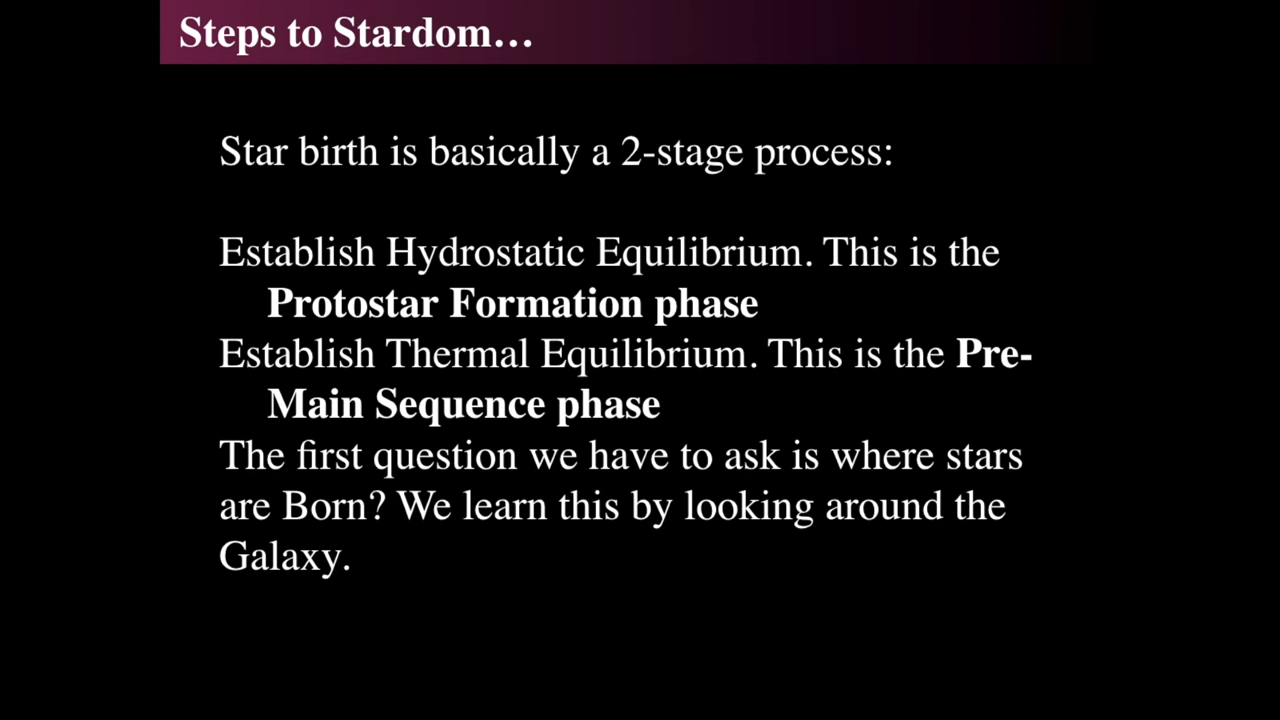 Steps to Stardom…
Star birth is basically a 2-stage process:
Establish Hydrostatic Equilibrium. This is the
Protostar Formation phase
Establish Thermal Equilibrium. This is the Pre-
Main Sequence phase
The first question we have to ask is where stars
are Born? We learn this by looking around the
Galaxy.